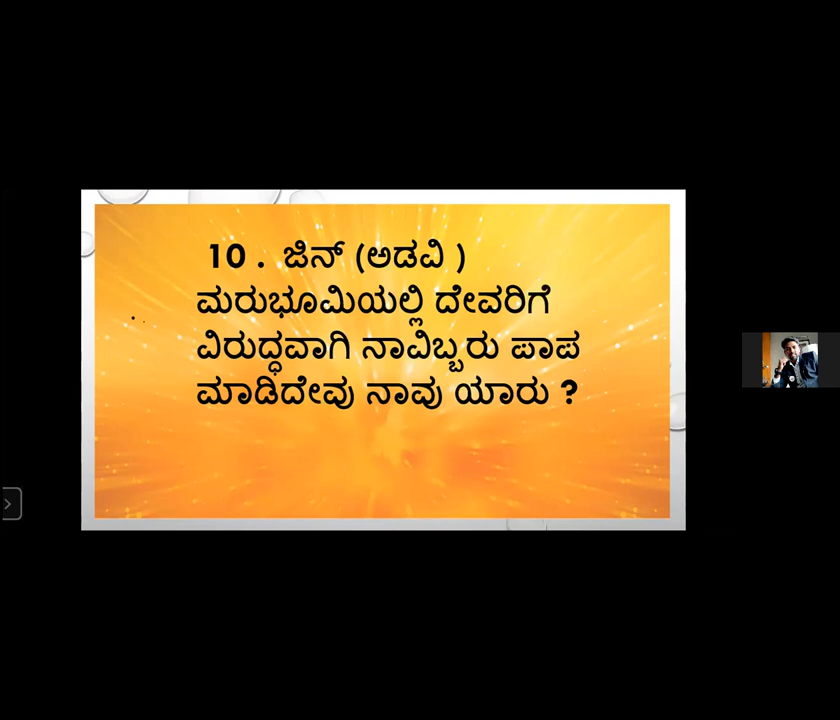 10 . ಜಿನ್ (ಅಡವಿ )
ಮರುಭೂಮಿಯಲ್ಲಿ ದೇವರಿಗೆ
ವಿರುದ್ಧವಾಗಿ ನಾವಿಬ್ಬರು ಪಾಪ
ಮಾಡಿದೇವು ನಾವು ಯಾರು ?